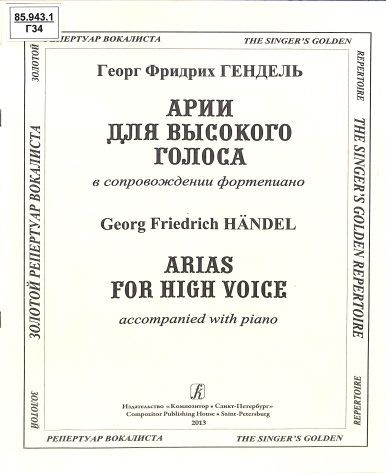 85.943.1
Г34
РЕПЕРТУАР ВОКАЛИСТА
THE SINGER'S GOLDEN
ЗОЛОТОЙ
REPERTOIRE
Георг Фридрих ГЕНДЕЛЬ
АРИИ
ДЛЯ ВЫСОКОГО
ГОЛОСА
в сопровождении фортепиано
Georg Friedrich HÄNDEL
ARIAS
FOR HIGH VOICE
accompanied with piano
ЗОЛОТОЙ РЕПЕРТУАР ВОКАЛИСТА
THE SINGER'S GOLDEN REPERTOIRE
Издательство «Композитор • Санкт-Петербург»
Compozitor Publishing House • Saint-Petersburg
2013
ЗОЛОТОЙ
REPERTOIRE
РЕПЕРТУАР ВОКАЛИСТА
THE SINGER'S GOLDEN